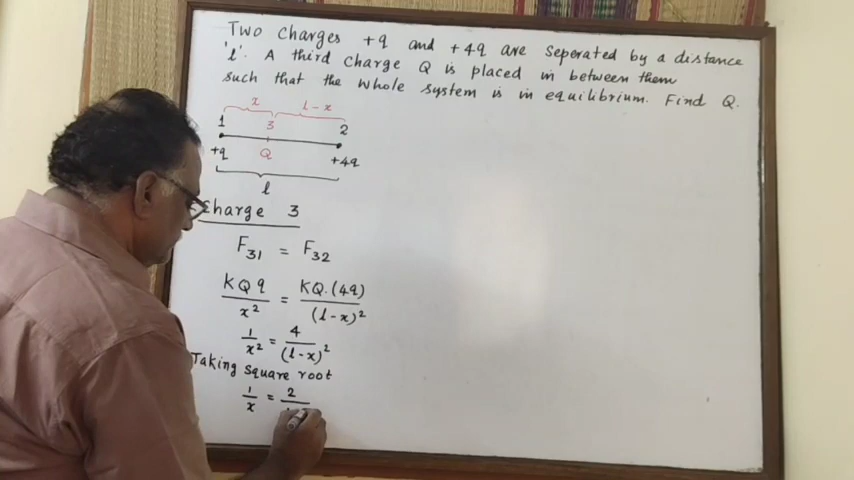 Two charges +q and +4q are seperated by a distance
'l'. A third charge Q is placed in between them
such that the whole system is in equilibrium. Find Q.
x l-x
1 3 2
+q Q +4q
l
Charge 3
F₃₁ = F₃₂
KQq/x² = KQ.(4q)/(l-x)²
1/x² = 4/(l-x)²
Taking square root
1/x = 2/